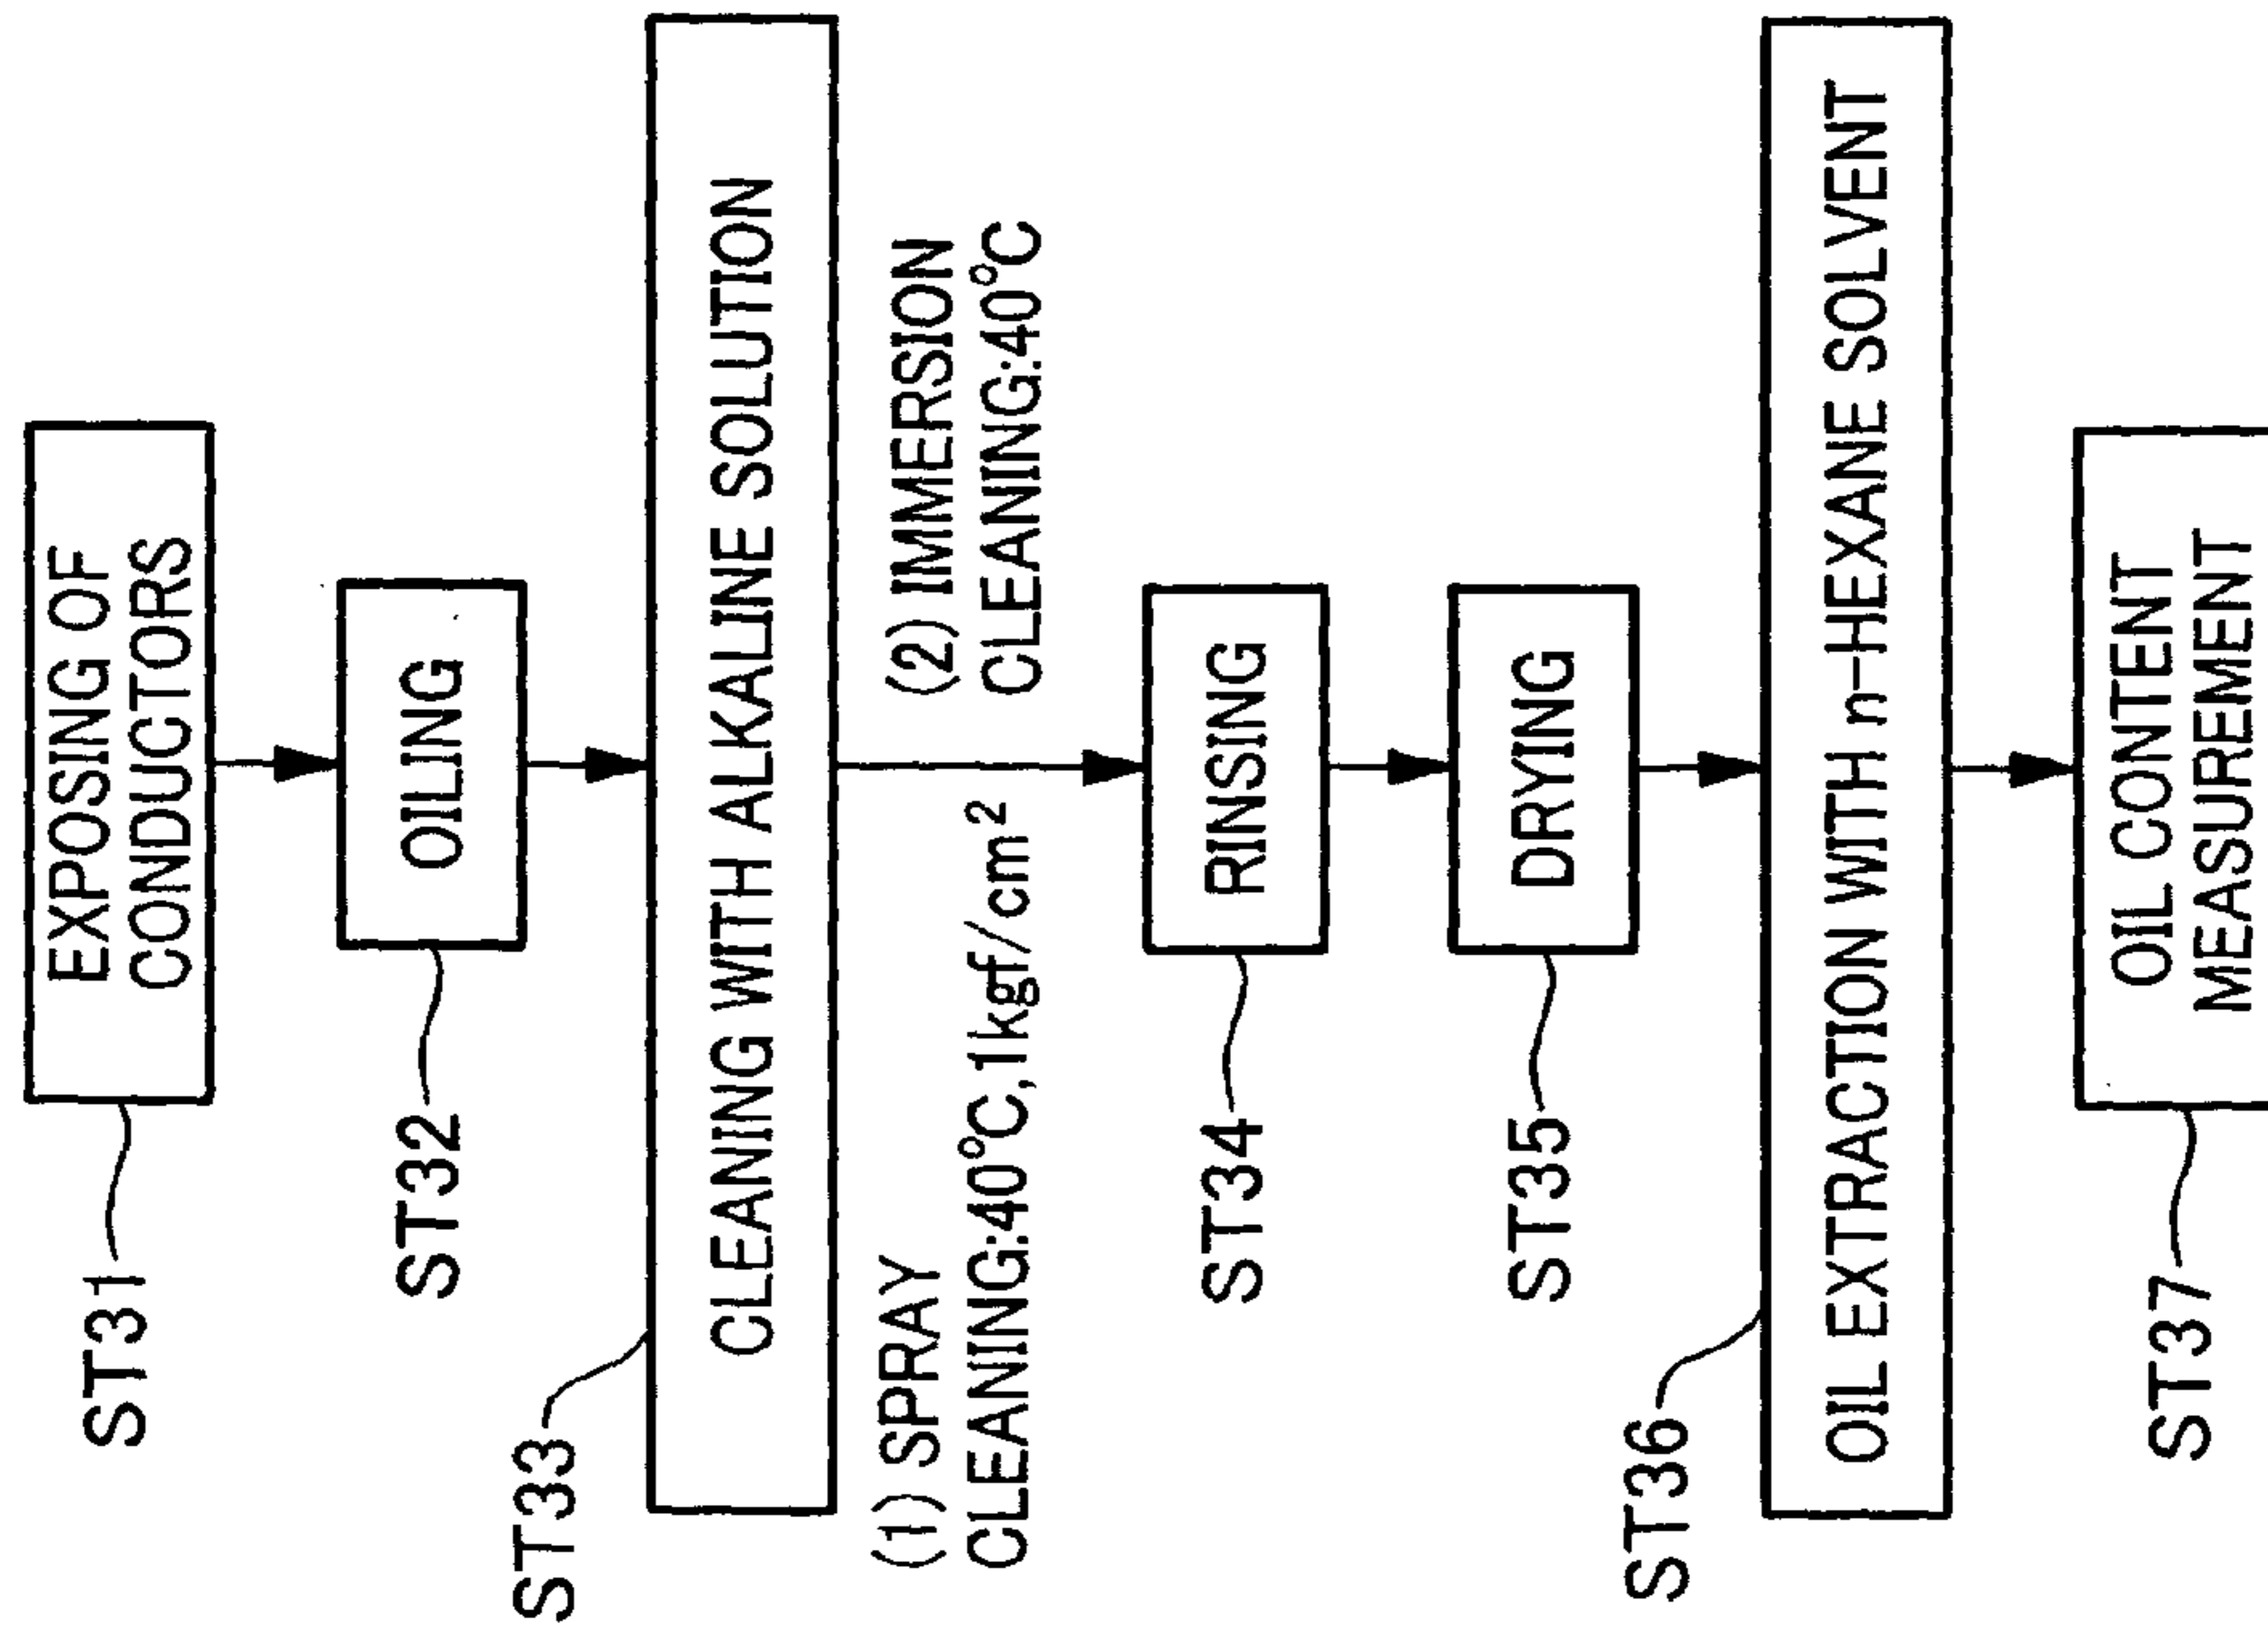 ST31
EXPOSING OF
CONDUCTORS
ST32
OILING
ST33
CLEANING WITH ALKALINE SOLUTION
(1) SPRAY
CLEANING:40°C,1kgf/cm²
(2) IMMERSION
CLEANING:40°C
ST34
RINSING
ST35
DRYING
ST36
OIL EXTRACTION WITH n-HEXANE SOLVENT
ST37
OIL CONTENT
MEASUREMENT